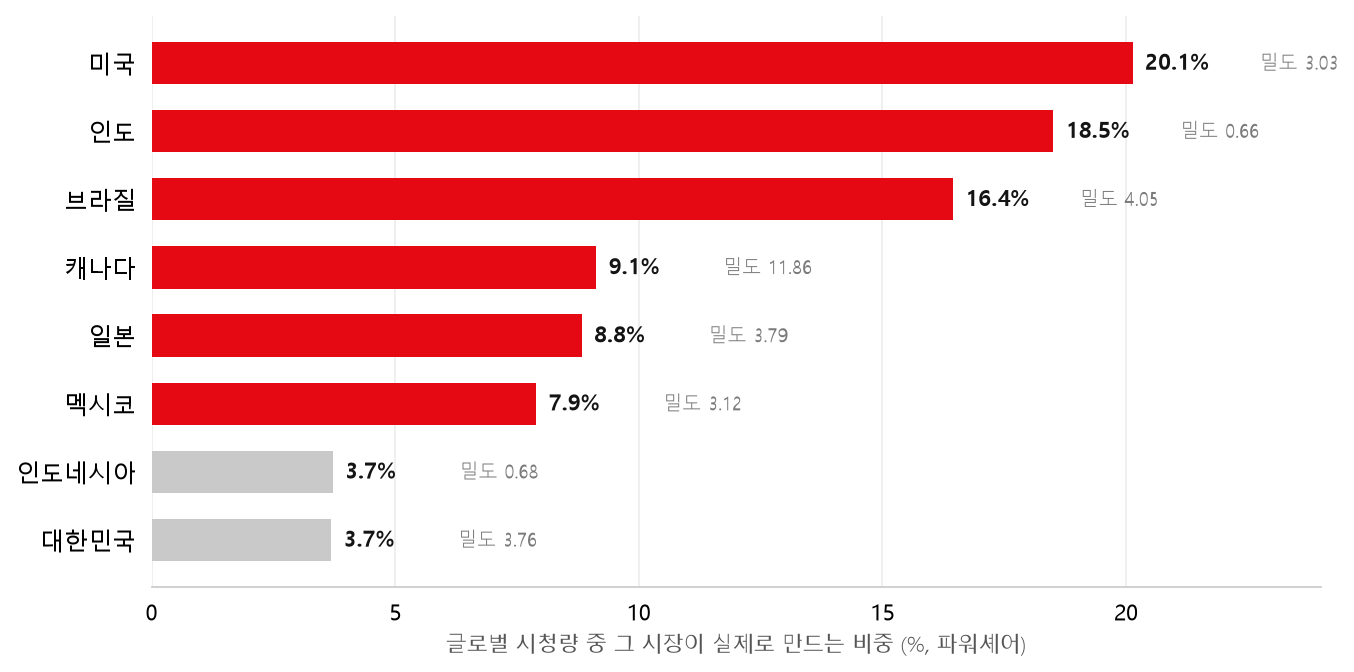 미국 20.1% 밀도 3.03
인도 18.5% 밀도 0.66
브라질 16.4% 밀도 4.05
캐나다 9.1% 밀도 11.86
일본 8.8% 밀도 3.79
멕시코 7.9% 밀도 3.12
인도네시아 3.7% 밀도 0.68
대한민국 3.7% 밀도 3.76
0 5 10 15 20
글로벌 시청량 중 그 시장이 실제로 만드는 비중 (%, 파워셰어)